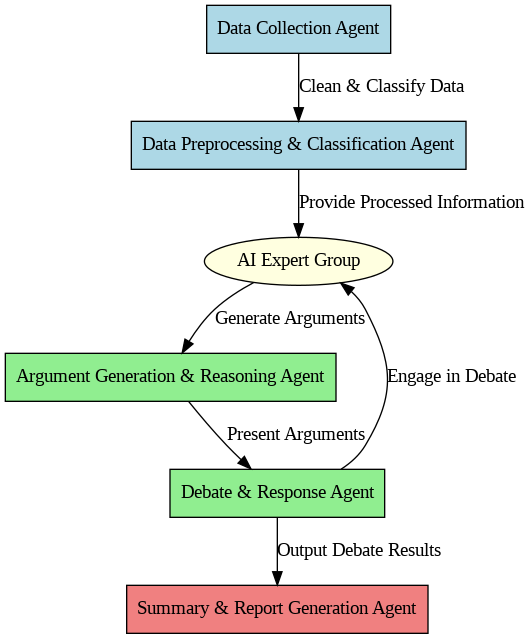 Data Collection Agent
Clean & Classify Data
Data Preprocessing & Classification Agent
Provide Processed Information
AI Expert Group
Generate Arguments
Argument Generation & Reasoning Agent
Engage in Debate
Present Arguments
Debate & Response Agent
Output Debate Results
Summary & Report Generation Agent